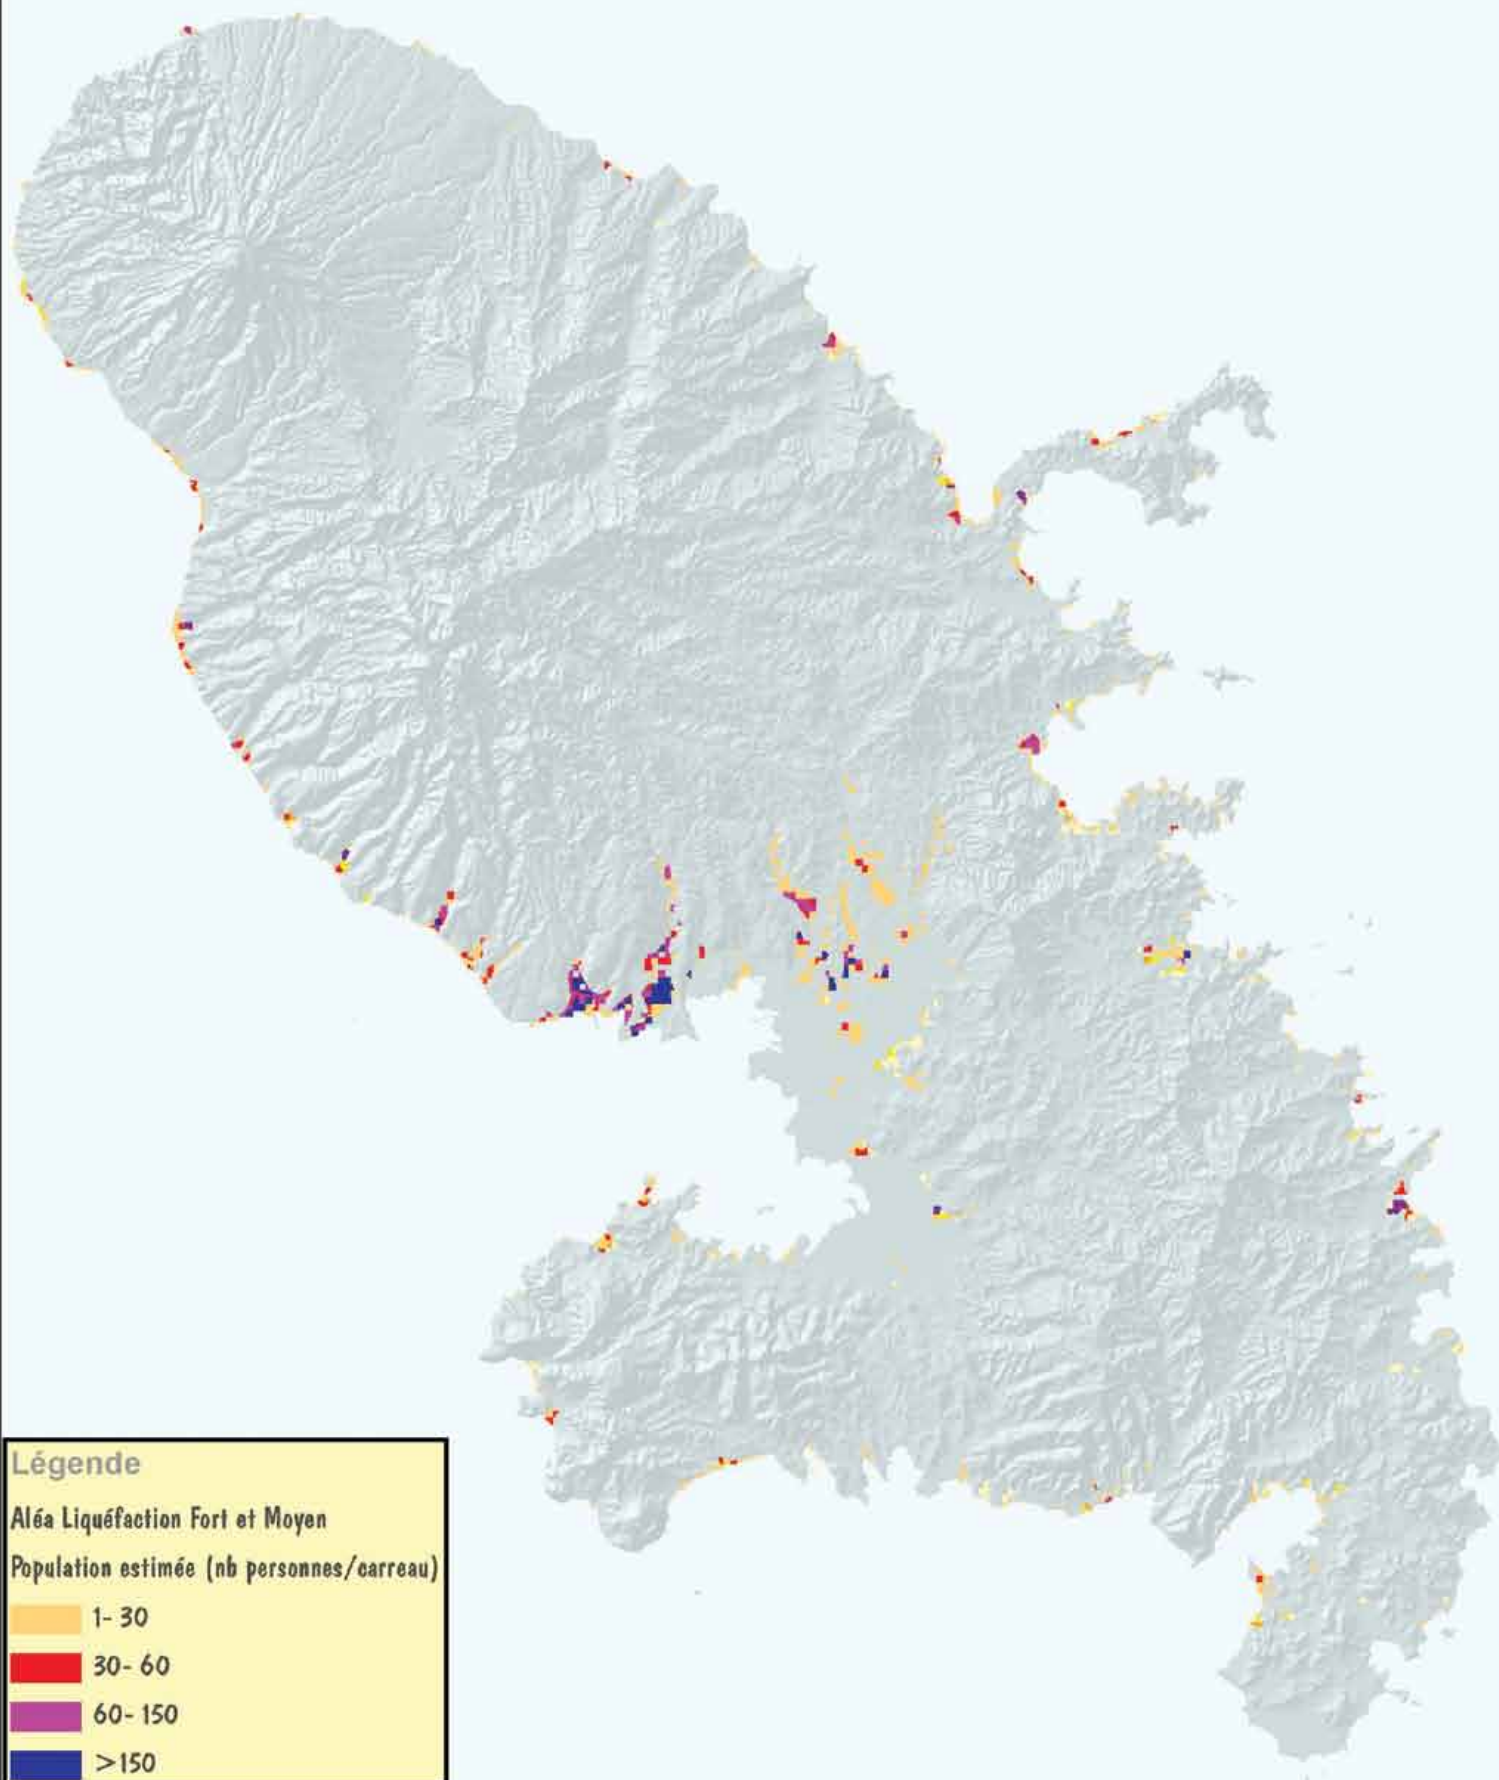 Légende
Aléa Liquéfaction Fort et Moyen
Population estimée (nb personnes/carreau)
1- 30
30- 60
60- 150
>150